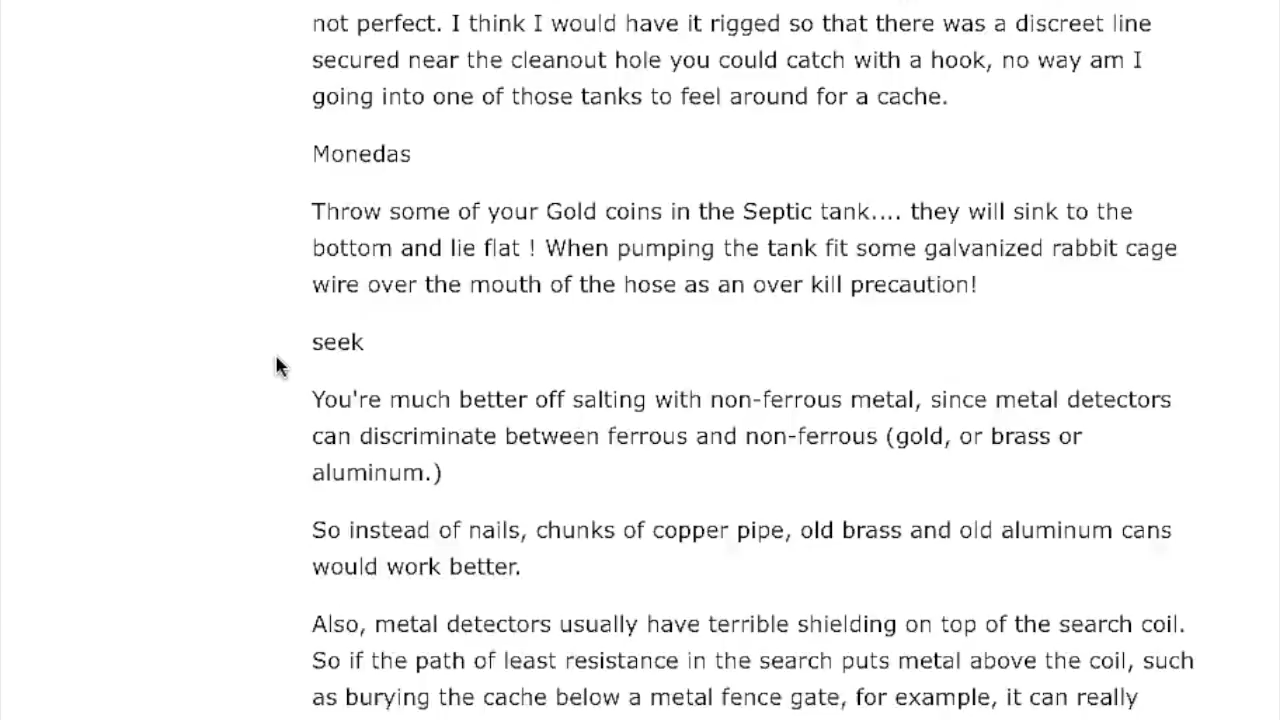 not perfect. I think I would have it rigged so that there was a discreet line
secured near the cleanout hole you could catch with a hook, no way am I
going into one of those tanks to feel around for a cache.
Monedas
Throw some of your Gold coins in the Septic tank.... they will sink to the
bottom and lie flat ! When pumping the tank fit some galvanized rabbit cage
wire over the mouth of the hose as an over kill precaution!
seek
You're much better off salting with non-ferrous metal, since metal detectors
can discriminate between ferrous and non-ferrous (gold, or brass or
aluminum.)
So instead of nails, chunks of copper pipe, old brass and old aluminum cans
would work better.
Also, metal detectors usually have terrible shielding on top of the search coil.
So if the path of least resistance in the search puts metal above the coil, such
as burying the cache below a metal fence gate, for example, it can really